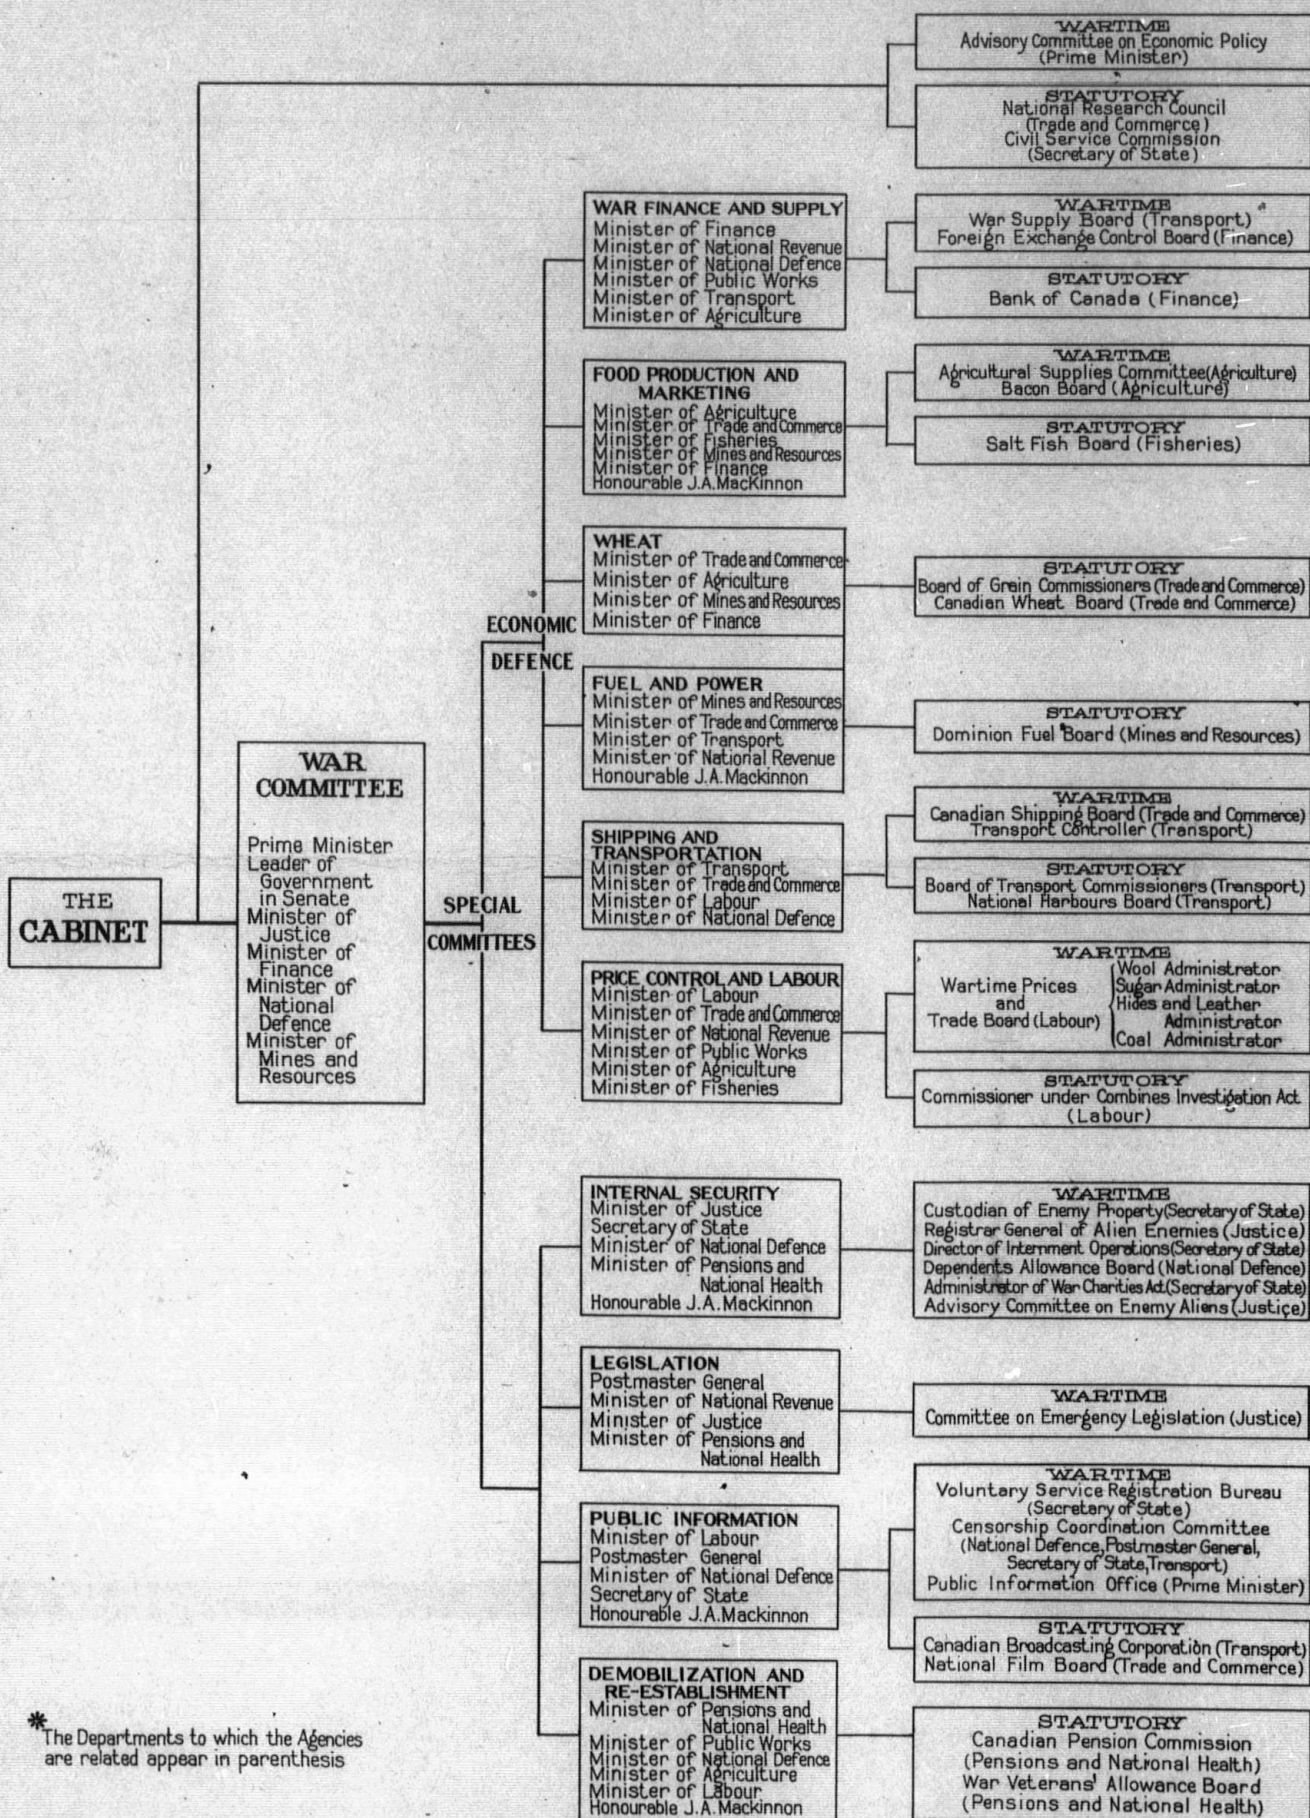 THE
CABINET
WAR
COMMITTEE
Prime Minister
Leader of
Government
in Senate
Minister of
Justice
Minister of
Finance
Minister of
National
Defence
Minister of
Mines and
Resources
SPECIAL
COMMITTEES
ECONOMIC
DEFENCE
WARTIME
Advisory Committee on Economic Policy
(Prime Minister)
STATUTORY
National Research Council
(Trade and Commerce)
Civil Service Commission
(Secretary of State)
WAR FINANCE AND SUPPLY
Minister of Finance
Minister of National Revenue
Minister of National Defence
Minister of Public Works
Minister of Transport
Minister of Agriculture
WARTIME
War Supply Board (Transport)
Foreign Exchange Control Board (Finance)
STATUTORY
Bank of Canada (Finance)
FOOD PRODUCTION AND
MARKETING
Minister of Agriculture
Minister of Trade and Commerce
Minister of Fisheries
Minister of Mines and Resources
Minister of Finance
Honourable J.A.MacKinnon
WARTIME
Agricultural Supplies Committee(Agriculture)
Bacon Board (Agriculture)
STATUTORY
Salt Fish Board (Fisheries)
WHEAT
Minister of Trade and Commerce
Minister of Agriculture
Minister of Mines and Resources
Minister of Finance
STATUTORY
Board of Grain Commissioners (Trade and Commerce)
Canadian Wheat Board (Trade and Commerce)
FUEL AND POWER
Minister of Mines and Resources
Minister of Trade and Commerce
Minister of Transport
Minister of National Revenue
Honourable J.A.Mackinnon
STATUTORY
Dominion Fuel Board (Mines and Resources)
SHIPPING AND
TRANSPORTATION
Minister of Transport
Minister of Trade and Commerce
Minister of Labour
Minister of National Defence
WARTIME
Canadian Shipping Board (Trade and Commerce)
Transport Controller (Transport)
STATUTORY
Board of Transport Commissioners (Transport)
National Harbours Board (Transport)
PRICE CONTROL AND LABOUR
Minister of Labour
Minister of Trade and Commerce
Minister of National Revenue
Minister of Public Works
Minister of Agriculture
Minister of Fisheries
WARTIME
Wartime Prices
and
Trade Board (Labour)
Wool Administrator
Sugar Administrator
Hides and Leather
Administrator
Coal Administrator
STATUTORY
Commissioner under Combines Investigation Act
(Labour)
INTERNAL SECURITY
Minister of Justice
Secretary of State
Minister of National Defence
Minister of Pensions and
National Health
Honourable J.A.Mackinnon
WARTIME
Custodian of Enemy Property(Secretary of State)
Registrar General of Alien Enemies (Justice)
Director of Internment Operations(Secretary of State)
Dependents Allowance Board (National Defence)
Administrator of War Charities Act(Secretary of State)
Advisory Committee on Enemy Aliens (Justice)
LEGISLATION
Postmaster General
Minister of National Revenue
Minister of Justice
Minister of Pensions and
National Health
WARTIME
Committee on Emergency Legislation (Justice)
PUBLIC INFORMATION
Minister of Labour
Postmaster General
Minister of National Defence
Secretary of State
Honourable J.A.Mackinnon
WARTIME
Voluntary Service Registration Bureau
(Secretary of State)
Censorship Coordination Committee
(National Defence, Postmaster General,
Secretary of State, Transport)
Public Information Office (Prime Minister)
STATUTORY
Canadian Broadcasting Corporation (Transport)
National Film Board (Trade and Commerce)
DEMOBILIZATION AND
RE-ESTABLISHMENT
Minister of Pensions and
National Health
Minister of Public Works
Minister of National Defence
Minister of Agriculture
Minister of Labour
Honourable J.A.Mackinnon
STATUTORY
Canadian Pension Commission
(Pensions and National Health)
War Veterans' Allowance Board
(Pensions and National Health)
* The Departments to which the Agencies
are related appear in parenthesis